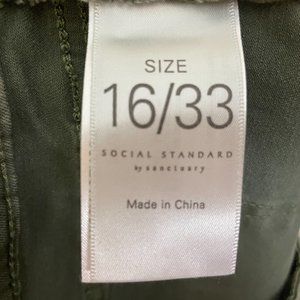 SIZE
16/33
SOCIAL STANDARD
by sanctuary
Made in China